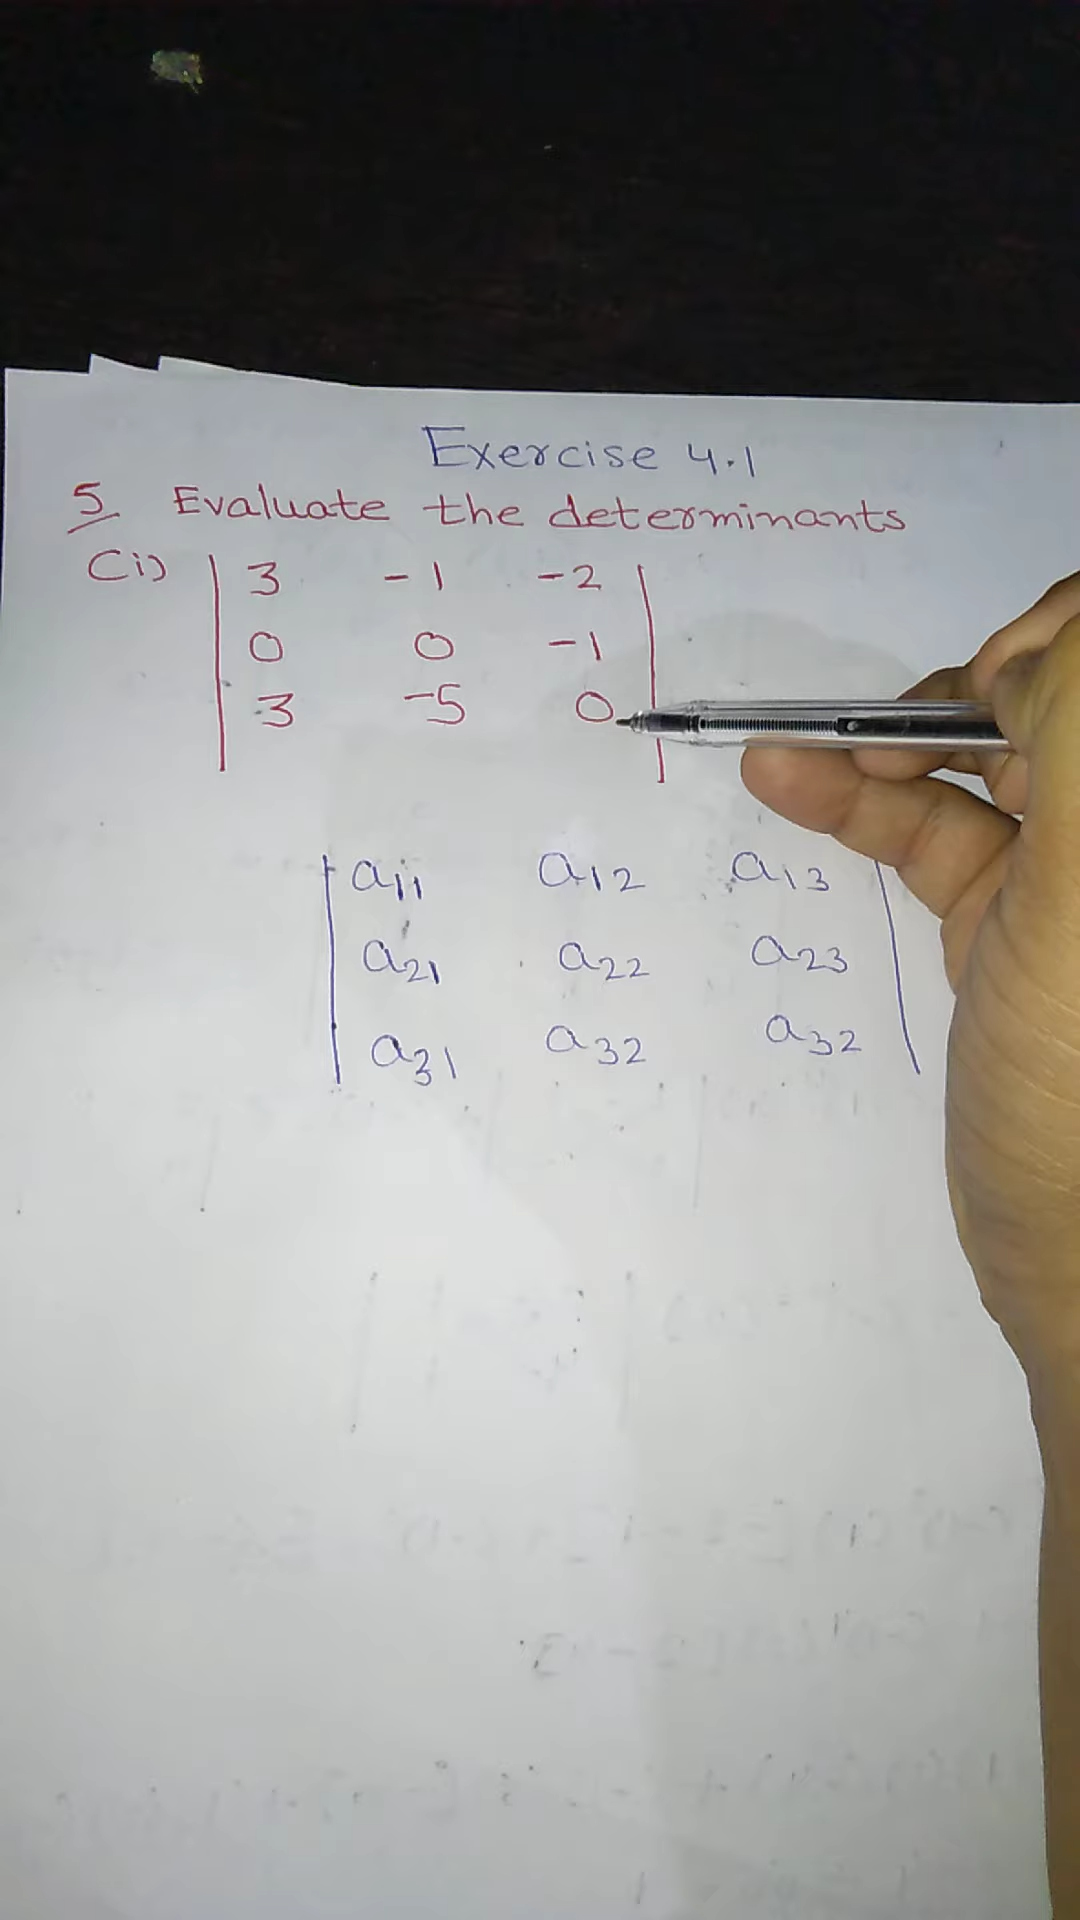 Exercise 4.1
5. Evaluate the determinants
(i) | 3 -1 -2 |
| 0 0 -1 |
| 3 -5 0 |
| a11 a12 a13 |
| a21 a22 a23 |
| a31 a32 a32 |